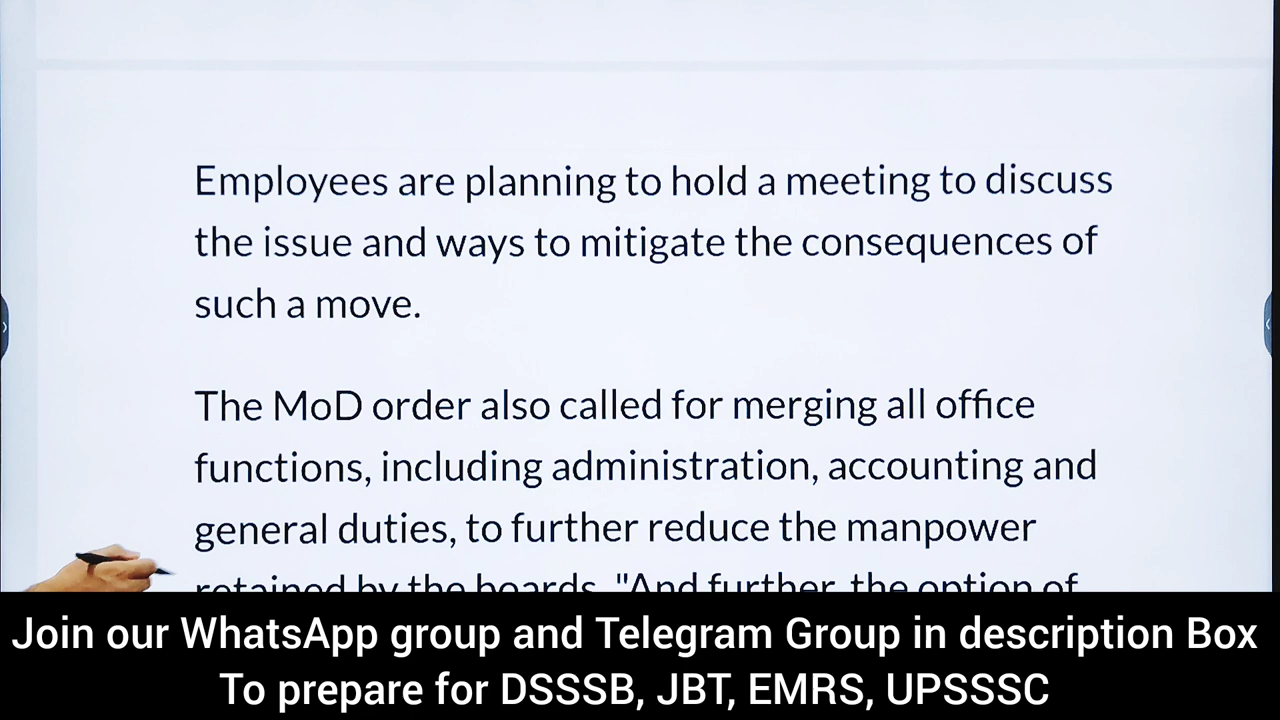 Employees are planning to hold a meeting to discuss
the issue and ways to mitigate the consequences of
such a move.
The MoD order also called for merging all office
functions, including administration, accounting and
general duties, to further reduce the manpower
retained by the boards. "And further, the option of
Join our WhatsApp group and Telegram Group in description Box
To prepare for DSSSB, JBT, EMRS, UPSSSC